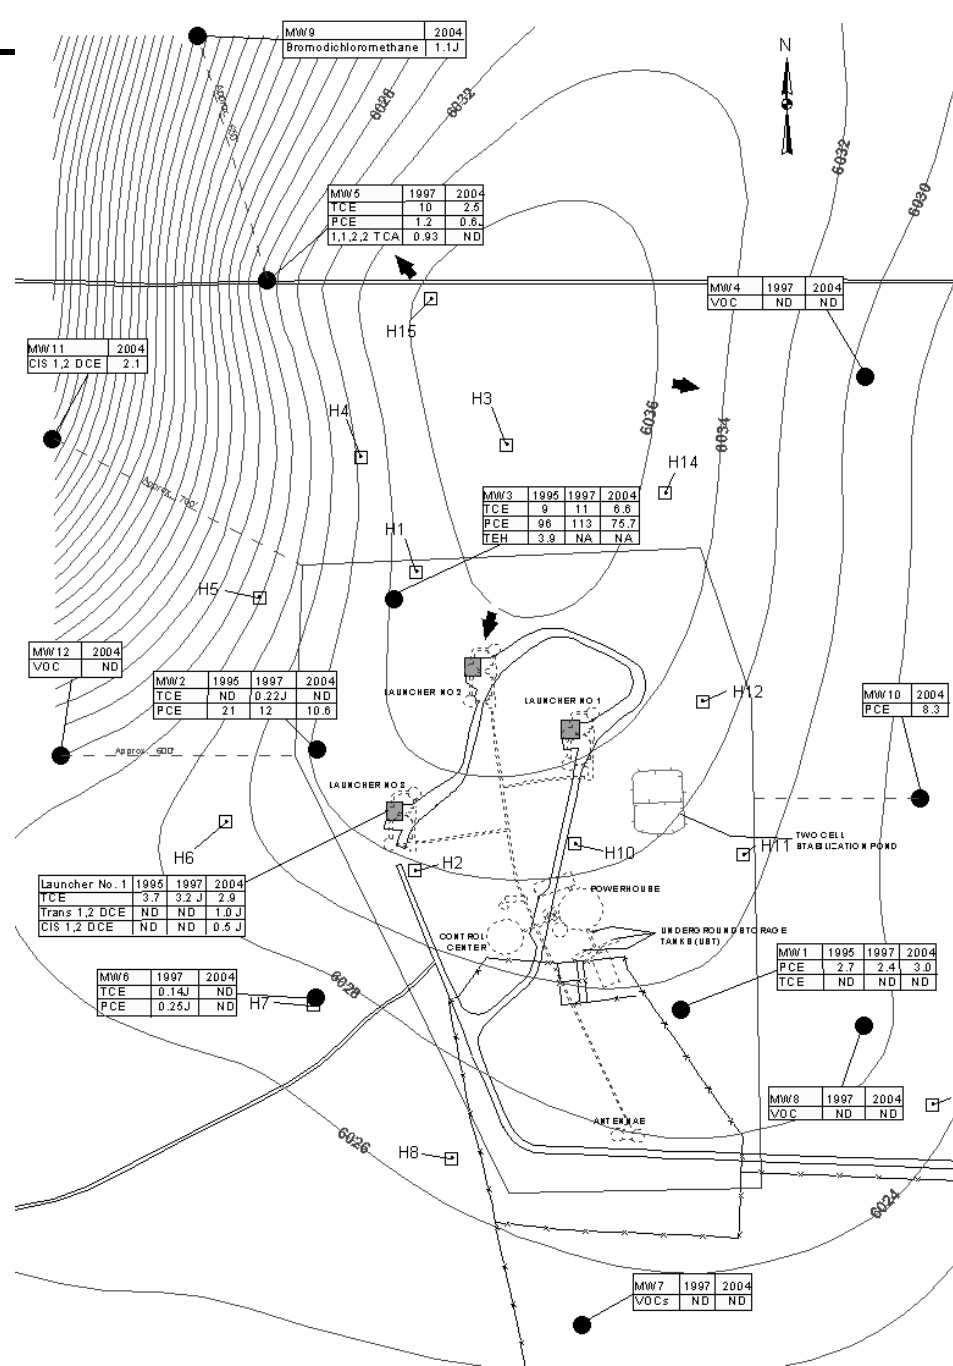 MW9 2004
Bromodichloromethane 1.1J
N
6028
6032
6032
6030
MW5 1997 2004
TCE 10 2.5
PCE 1.2 0.6J
1,1,2,2 TCA 0.93 ND
MW4 1997 2004
VOC ND ND
H15
MW11 2004
CIS 1,2 DCE 2.1
H3
H4
6036
6034
H14
Approx. 700'
MW3 1995 1997 2004
TCE 9 11 6.6
PCE 96 113 75.7
TEH 3.9 NA NA
H1
H5
MW12 2004
VOC ND
MW2 1995 1997 2004
TCE ND 0.22J ND
PCE 21 12 10.6
LAUNCHER NO 2
LAUNCHER NO 1
H12
MW10 2004
PCE 8.3
Approx. 600'
LAUNCHER NO 3
TWO CELL
STABILIZATION POND
H6
H10
H11
H2
Launcher No. 1 1995 1997 2004
TCE 3.7 3.2 J 2.9
Trans 1,2 DCE ND ND 1.0 J
CIS 1,2 DCE ND ND 0.5 J
POWERHOUSE
CONTROL
CENTER
UNDERGROUND STORAGE
TANKS (UST)
MW1 1995 1997 2004
PCE 2.7 2.4 3.0
TCE ND ND ND
MW6 1997 2004
TCE 0.14J ND
PCE 0.25J ND
H7
6028
MW8 1997 2004
VOC ND ND
ANTENNAE
6026
H8
6024
MW7 1997 2004
VOCs ND ND